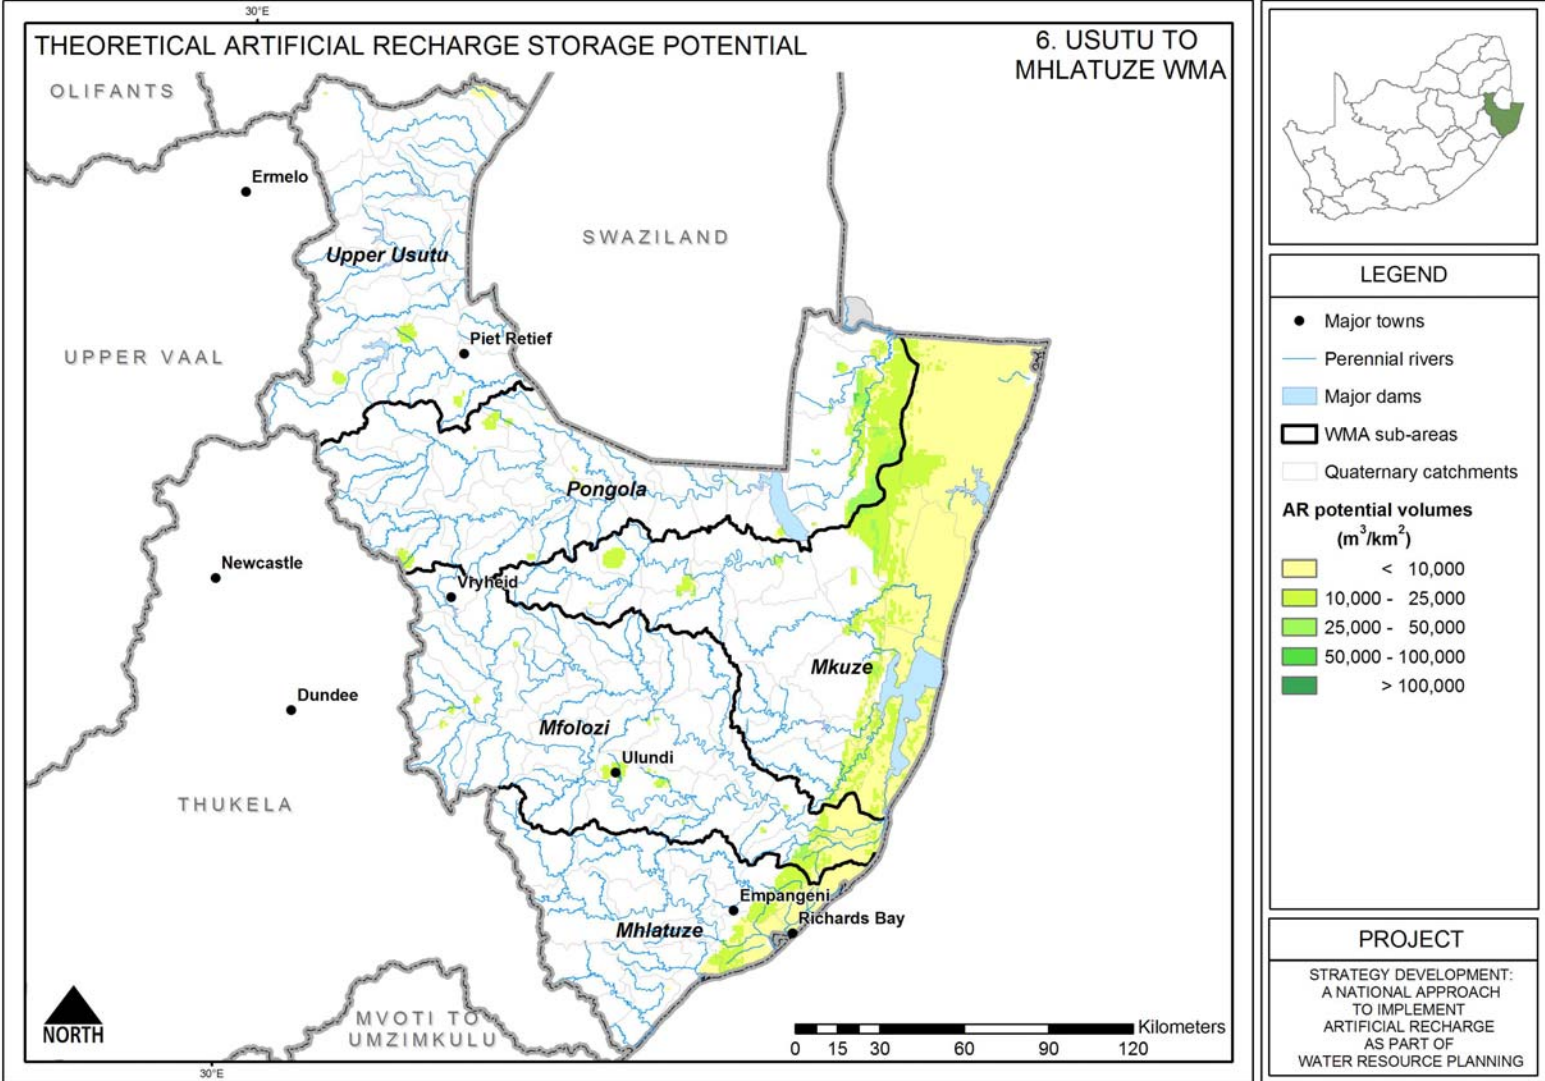 30°E
THEORETICAL ARTIFICIAL RECHARGE STORAGE POTENTIAL
6. USUTU TO
MHLATUZE WMA
OLIFANTS
Ermelo
SWAZILAND
Upper Usutu
UPPER VAAL
Piet Retief
Pongola
Newcastle
Vryheid
Mkuze
Dundee
Mfolozi
Ulundi
THUKELA
Empangeni
Richards Bay
Mhlatuze
MVOTI TO
UMZIMKULU
NORTH
Kilometers
0 15 30 60 90 120
30°E
LEGEND
Major towns
Perennial rivers
Major dams
WMA sub-areas
Quaternary catchments
AR potential volumes
(m³/km²)
< 10,000
10,000 - 25,000
25,000 - 50,000
50,000 - 100,000
> 100,000
PROJECT
STRATEGY DEVELOPMENT:
A NATIONAL APPROACH
TO IMPLEMENT
ARTIFICIAL RECHARGE
AS PART OF
WATER RESOURCE PLANNING